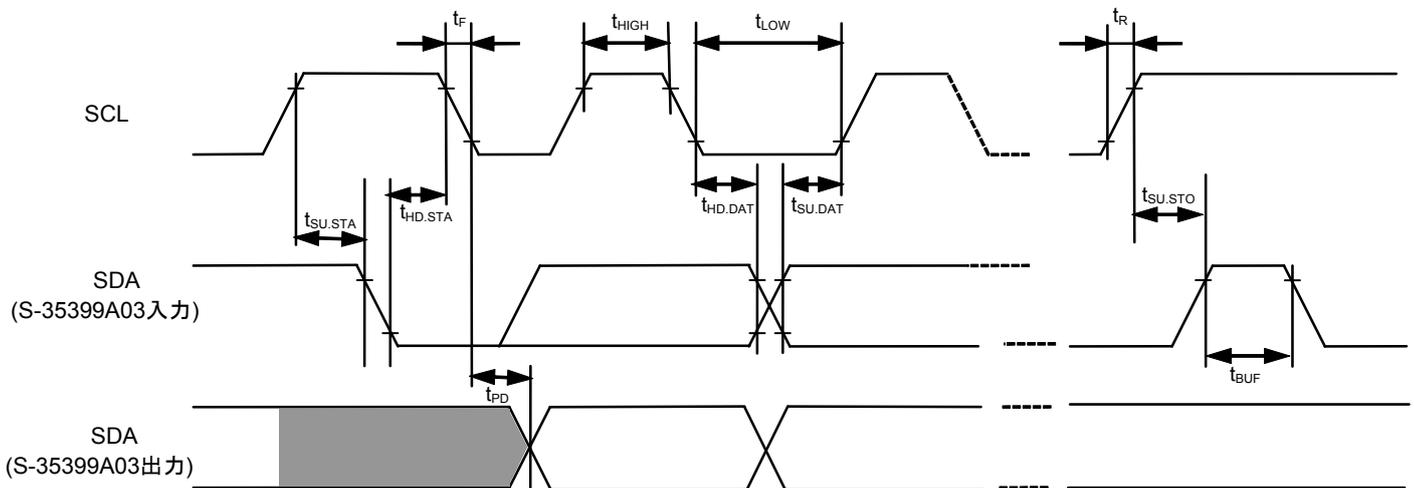 tF
tHIGH
tLOW
tR
SCL
tSU.STA
tHD.STA
tHD.DAT
tSU.DAT
tSU.STO
SDA
(S-35399A03入力)
tBUF
tPD
SDA
(S-35399A03出力)